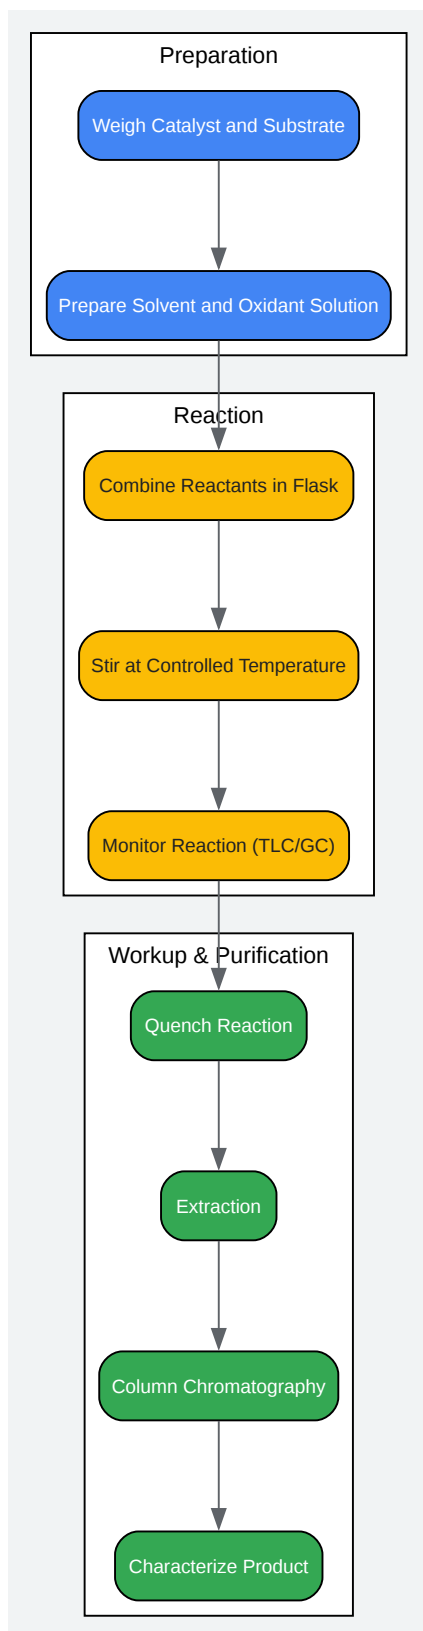 Preparation
Weigh Catalyst and Substrate
Prepare Solvent and Oxidant Solution
Reaction
Combine Reactants in Flask
Stir at Controlled Temperature
Monitor Reaction (TLC/GC)
Workup & Purification
Quench Reaction
Extraction
Column Chromatography
Characterize Product